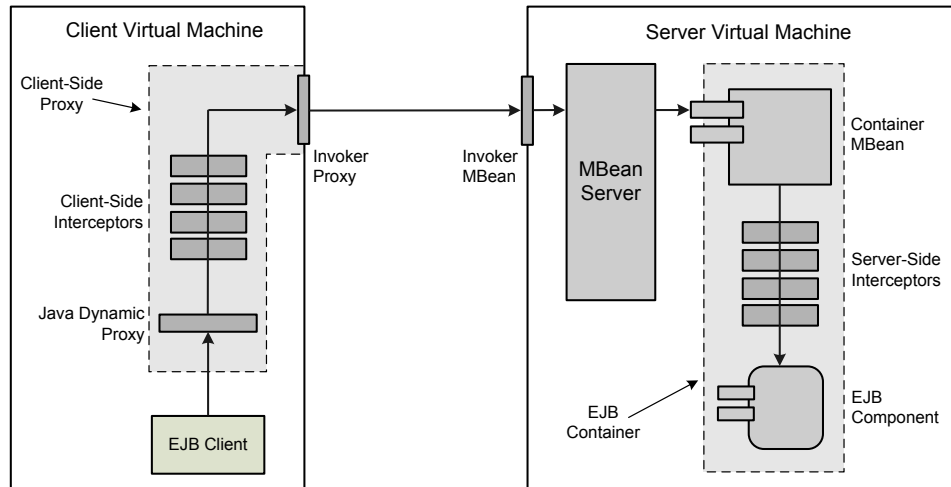 Client Virtual Machine
Client-Side
Proxy
Client-Side
Interceptors
Java Dynamic
Proxy
EJB Client
Invoker
Proxy
Invoker
MBean
Server Virtual Machine
MBean
Server
Container
MBean
Server-Side
Interceptors
EJB
Container
EJB
Component